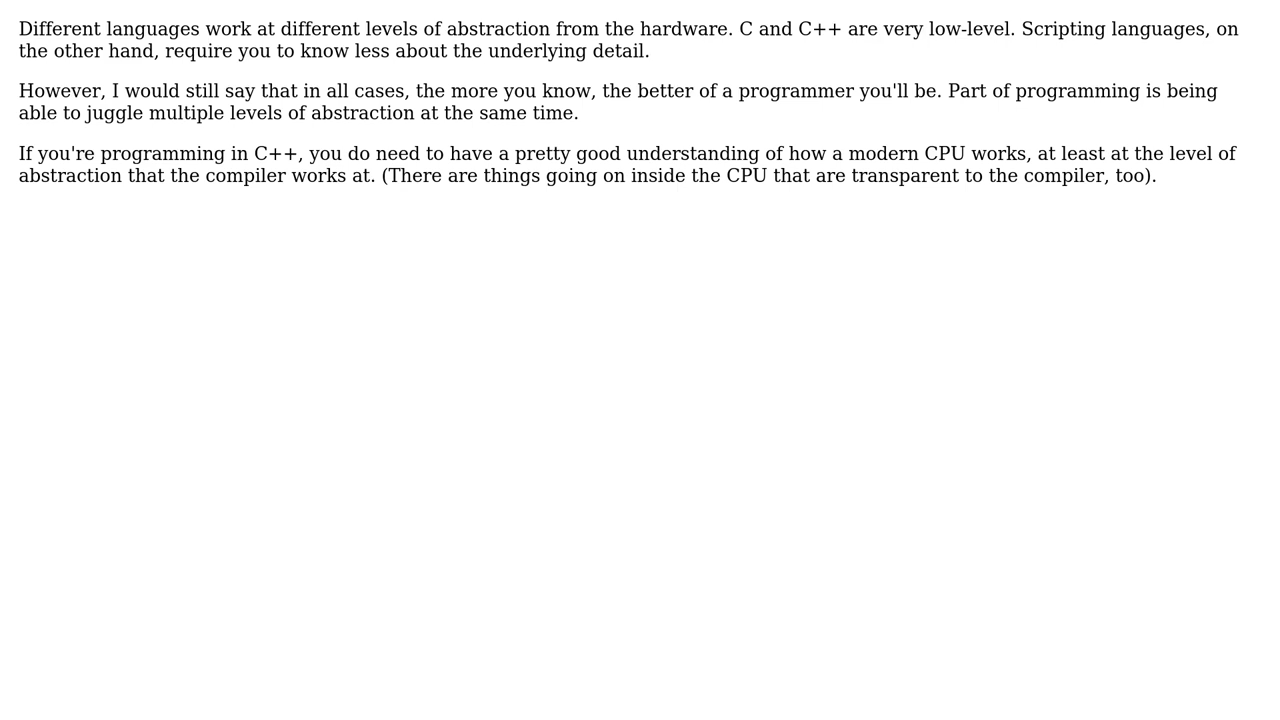 Different languages work at different levels of abstraction from the hardware. C and C++ are very low-level. Scripting languages, on
the other hand, require you to know less about the underlying detail.
However, I would still say that in all cases, the more you know, the better of a programmer you'll be. Part of programming is being
able to juggle multiple levels of abstraction at the same time.
If you're programming in C++, you do need to have a pretty good understanding of how a modern CPU works, at least at the level of
abstraction that the compiler works at. (There are things going on inside the CPU that are transparent to the compiler, too).